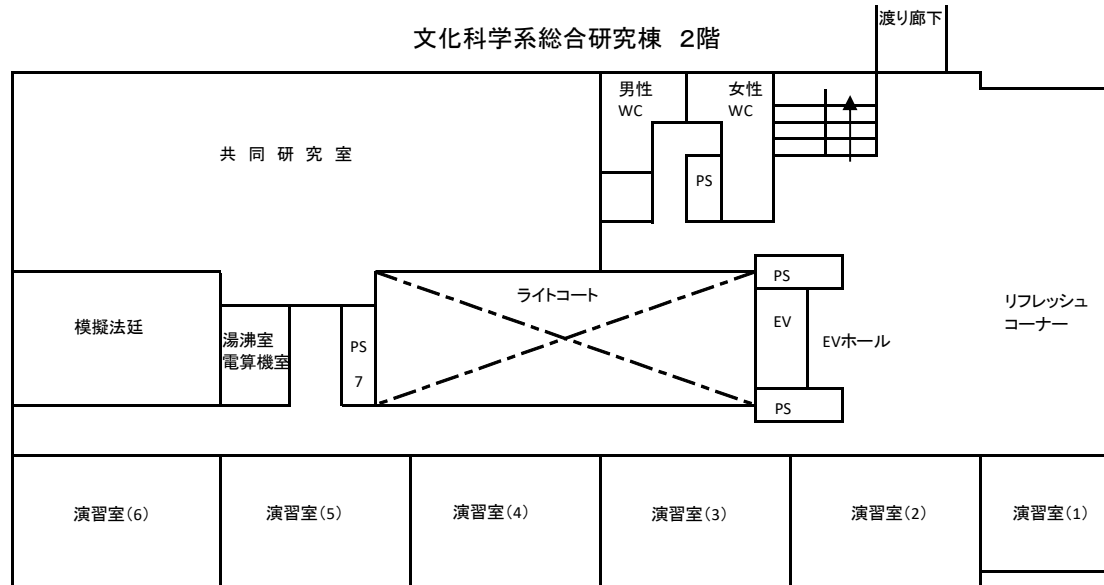 渡り廊下
文化科学系総合研究棟 2階
男性
WC
女性
WC
共 同 研 究 室
PS
PS
ライトコート
リフレッシュ
コーナー
模擬法廷
湯沸室
電算機室
PS
7
EV
EVホール
PS
演習室(6)
演習室(5)
演習室(4)
演習室(3)
演習室(2)
演習室(1)